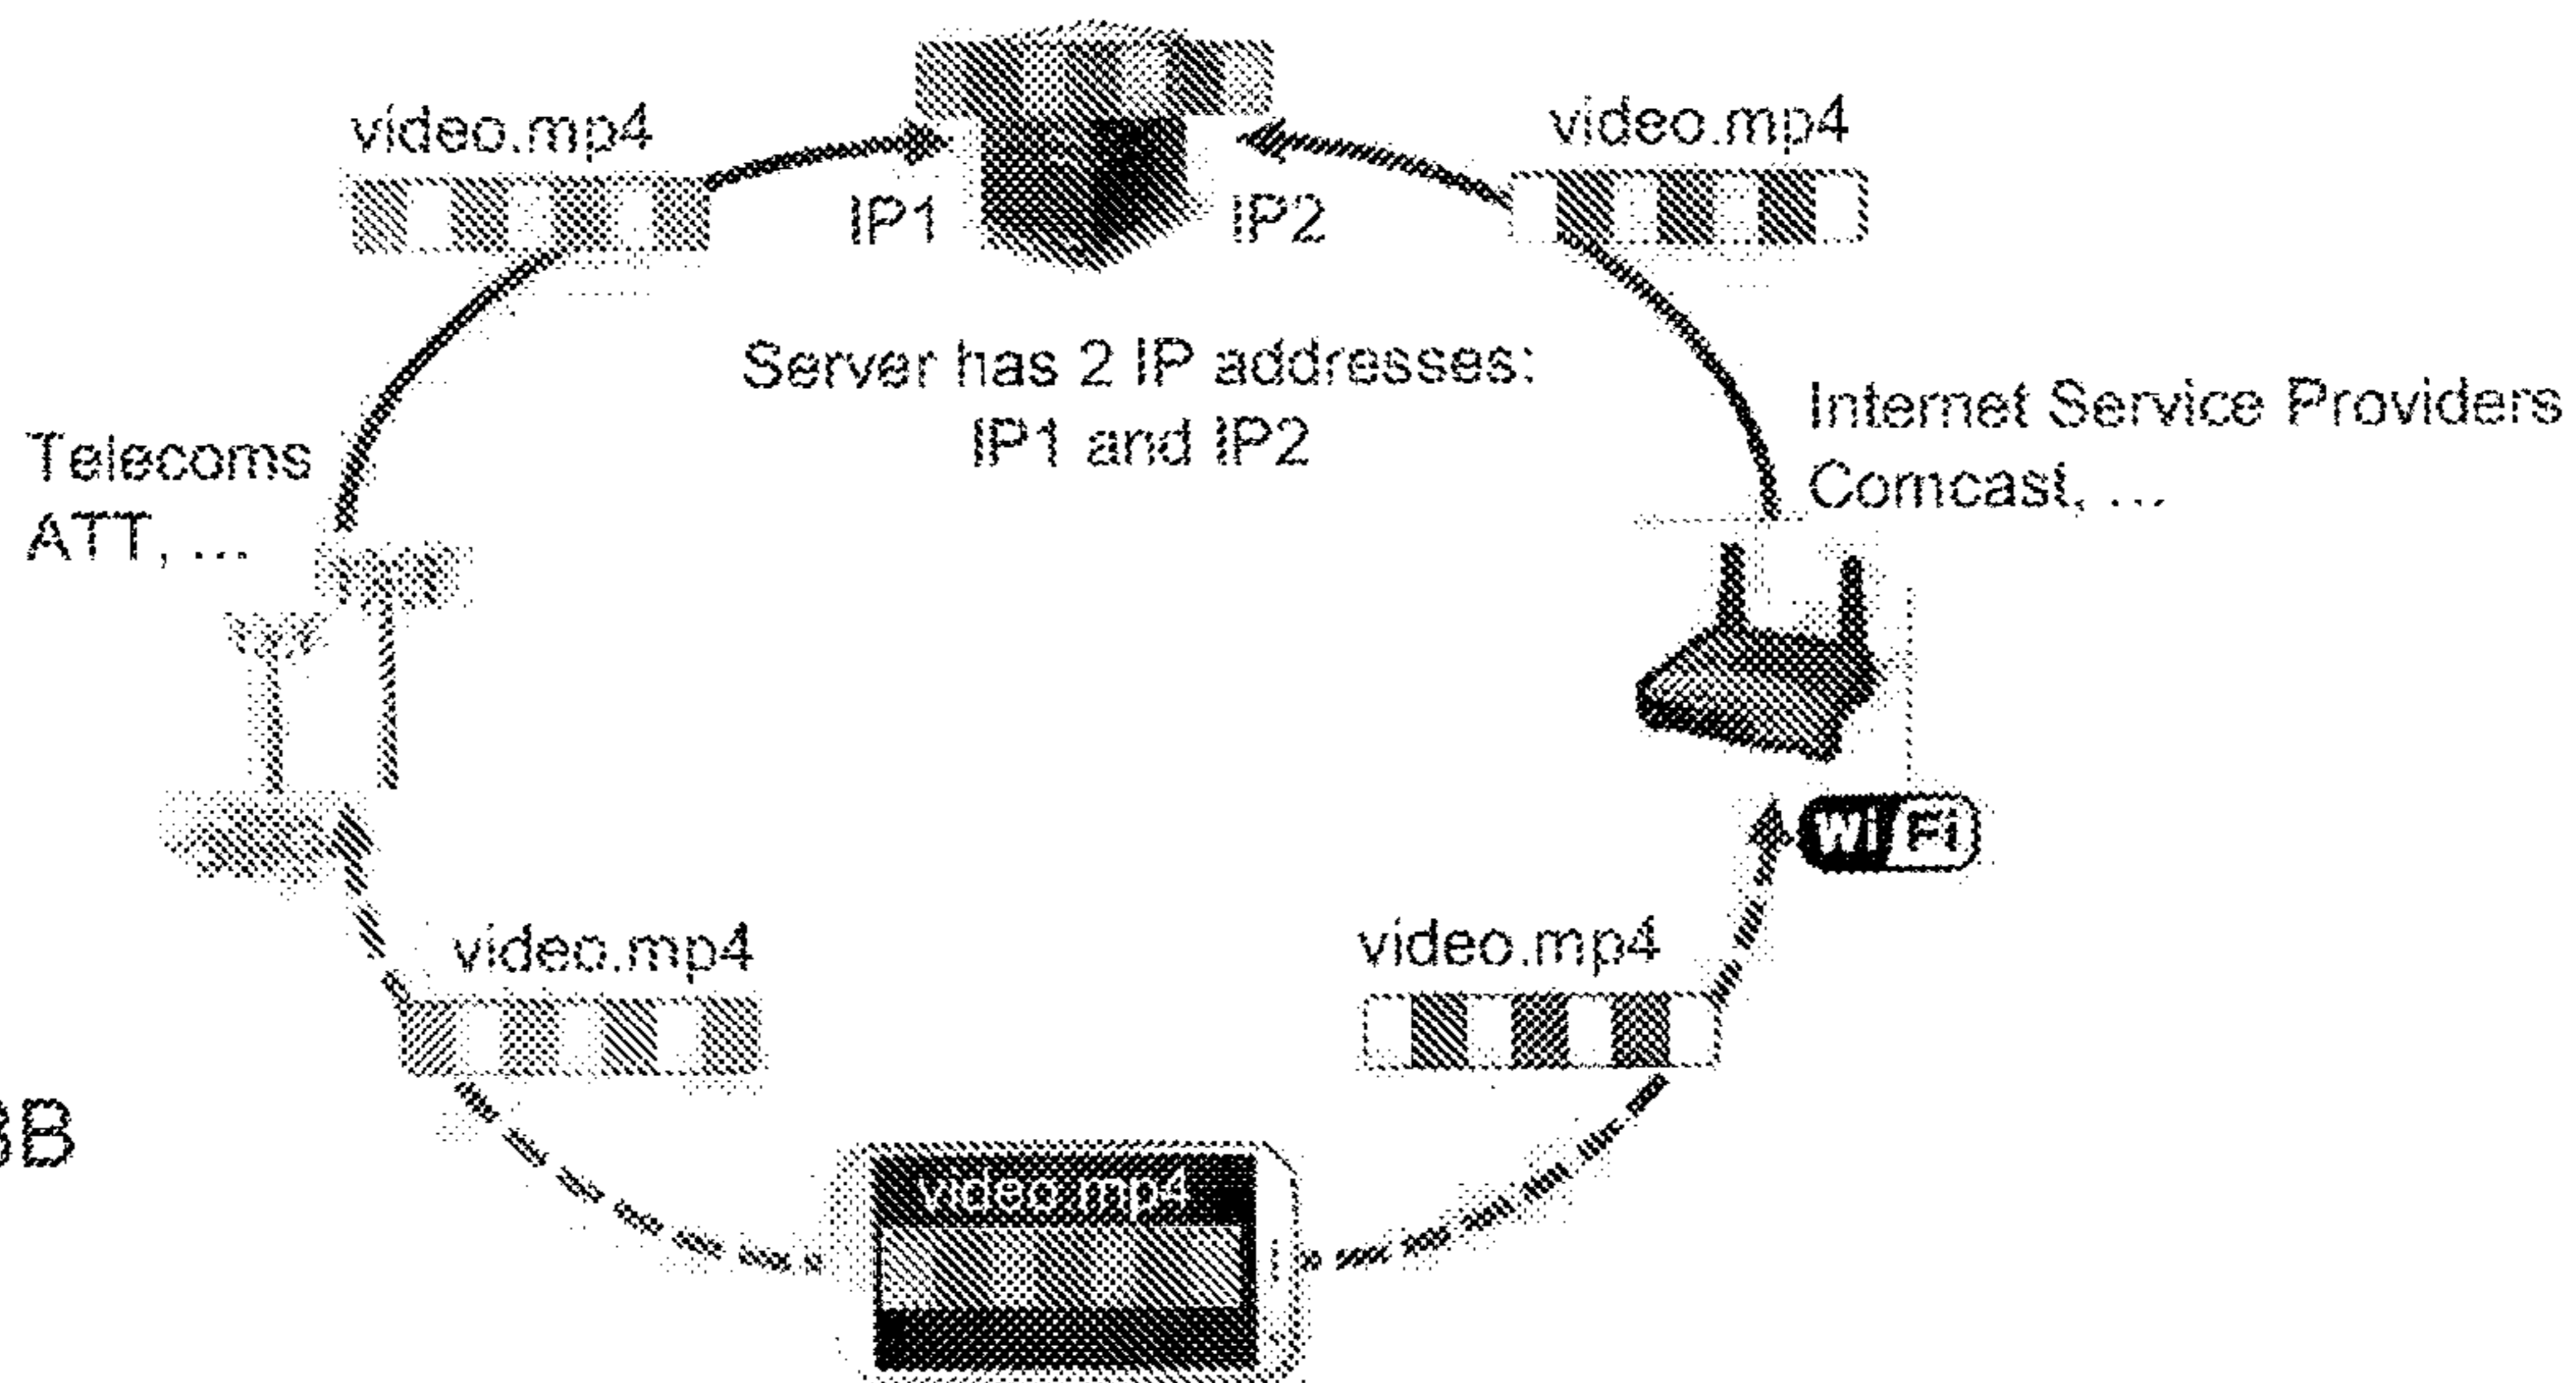 video.mp4
video.mp4
IP1
IP2
Server has 2 IP addresses:
IP1 and IP2
Internet Service Providers
Comcast, ...
Telecoms
ATT, ...
WiFi
video.mp4
video.mp4
3B
video.mp4